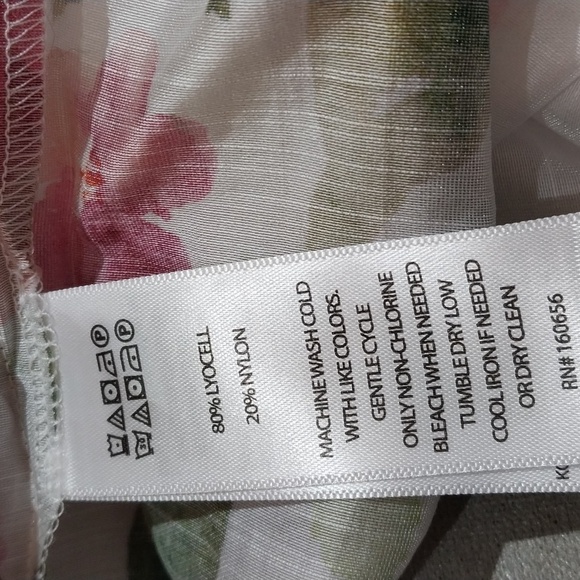 80% LYOCELL
20% NYLON
MACHINE WASH COLD
WITH LIKE COLORS.
GENTLE CYCLE
ONLY NON-CHLORINE
BLEACH WHEN NEEDED
TUMBLE DRY LOW
COOL IRON IF NEEDED
OR DRY CLEAN
RN# 160656